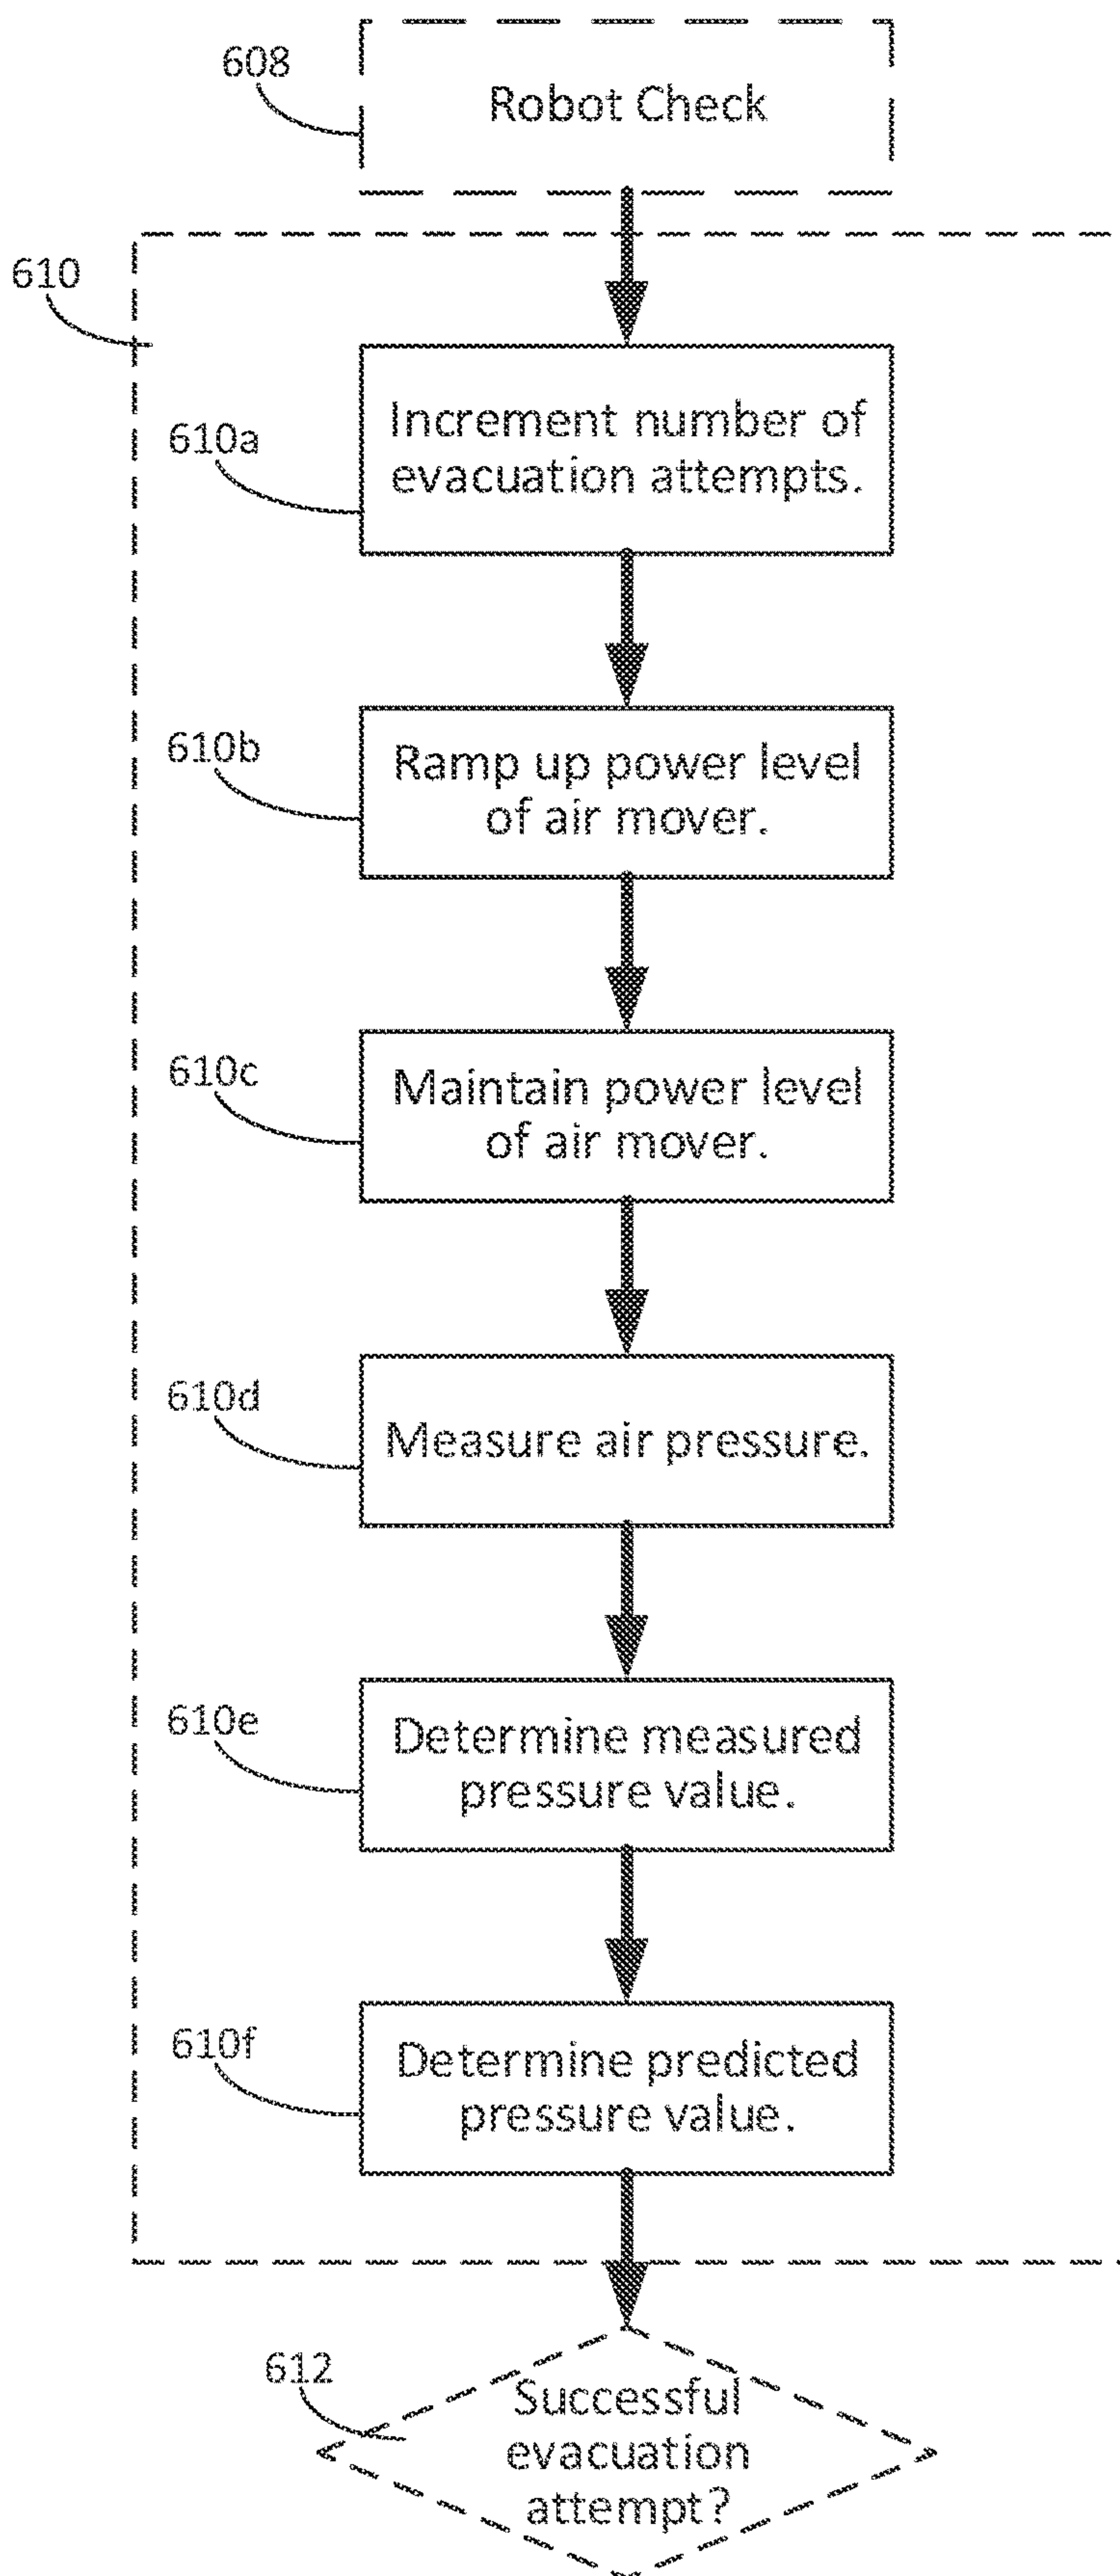 608
Robot Check
610
610a
Increment number of
evacuation attempts.
610b
Ramp up power level
of air mover.
610c
Maintain power level
of air mover.
610d
Measure air pressure.
610e
Determine measured
pressure value.
610f
Determine predicted
pressure value.
612
Successful
evacuation
attempt?